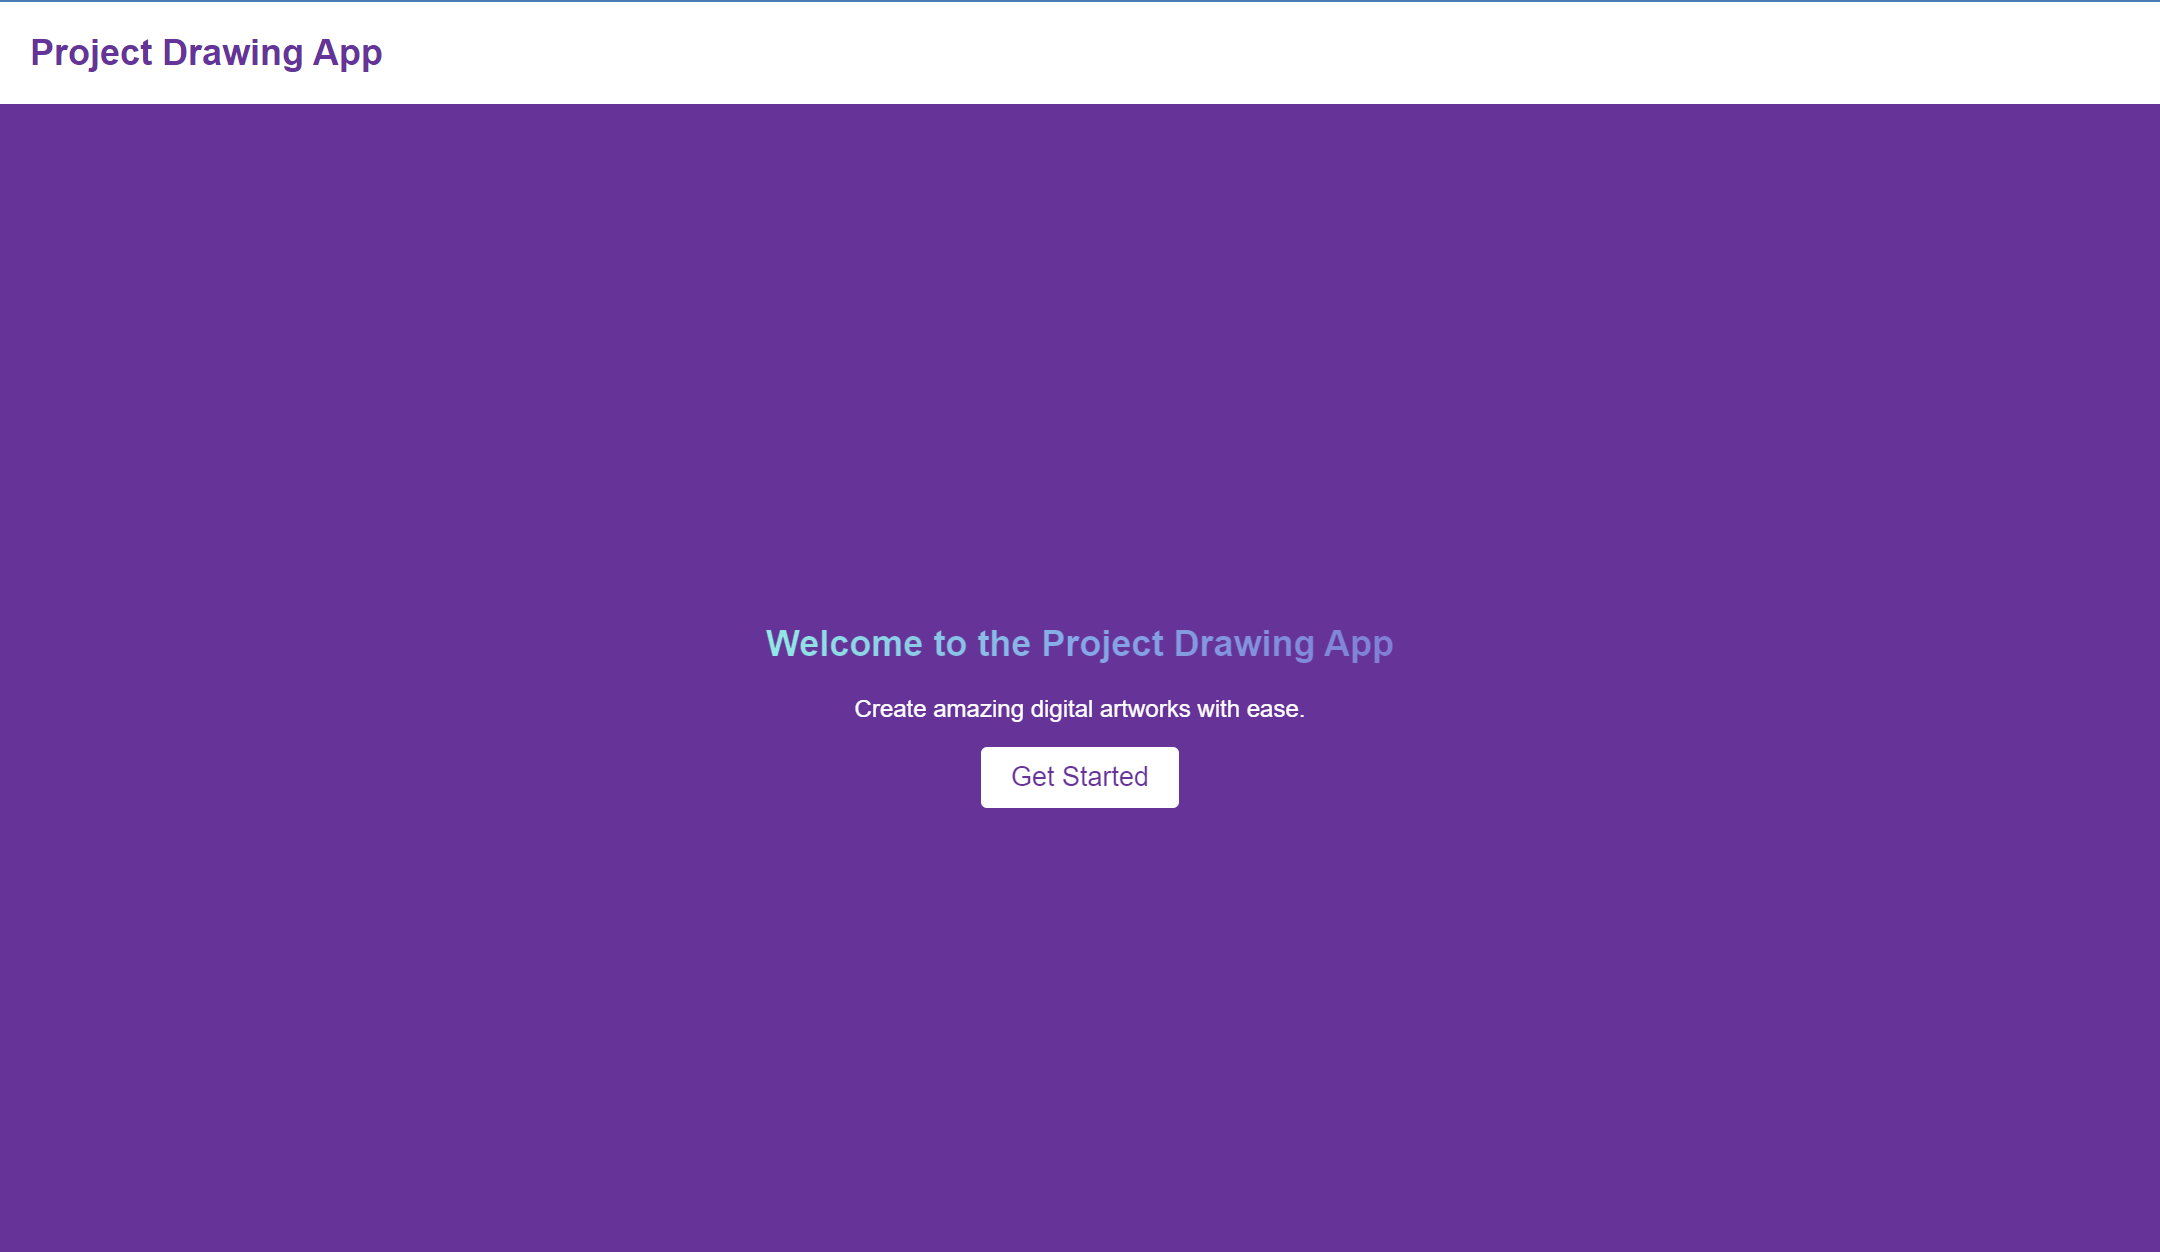 Project Drawing App
Welcome to the Project Drawing App
Create amazing digital artworks with ease.
Get Started